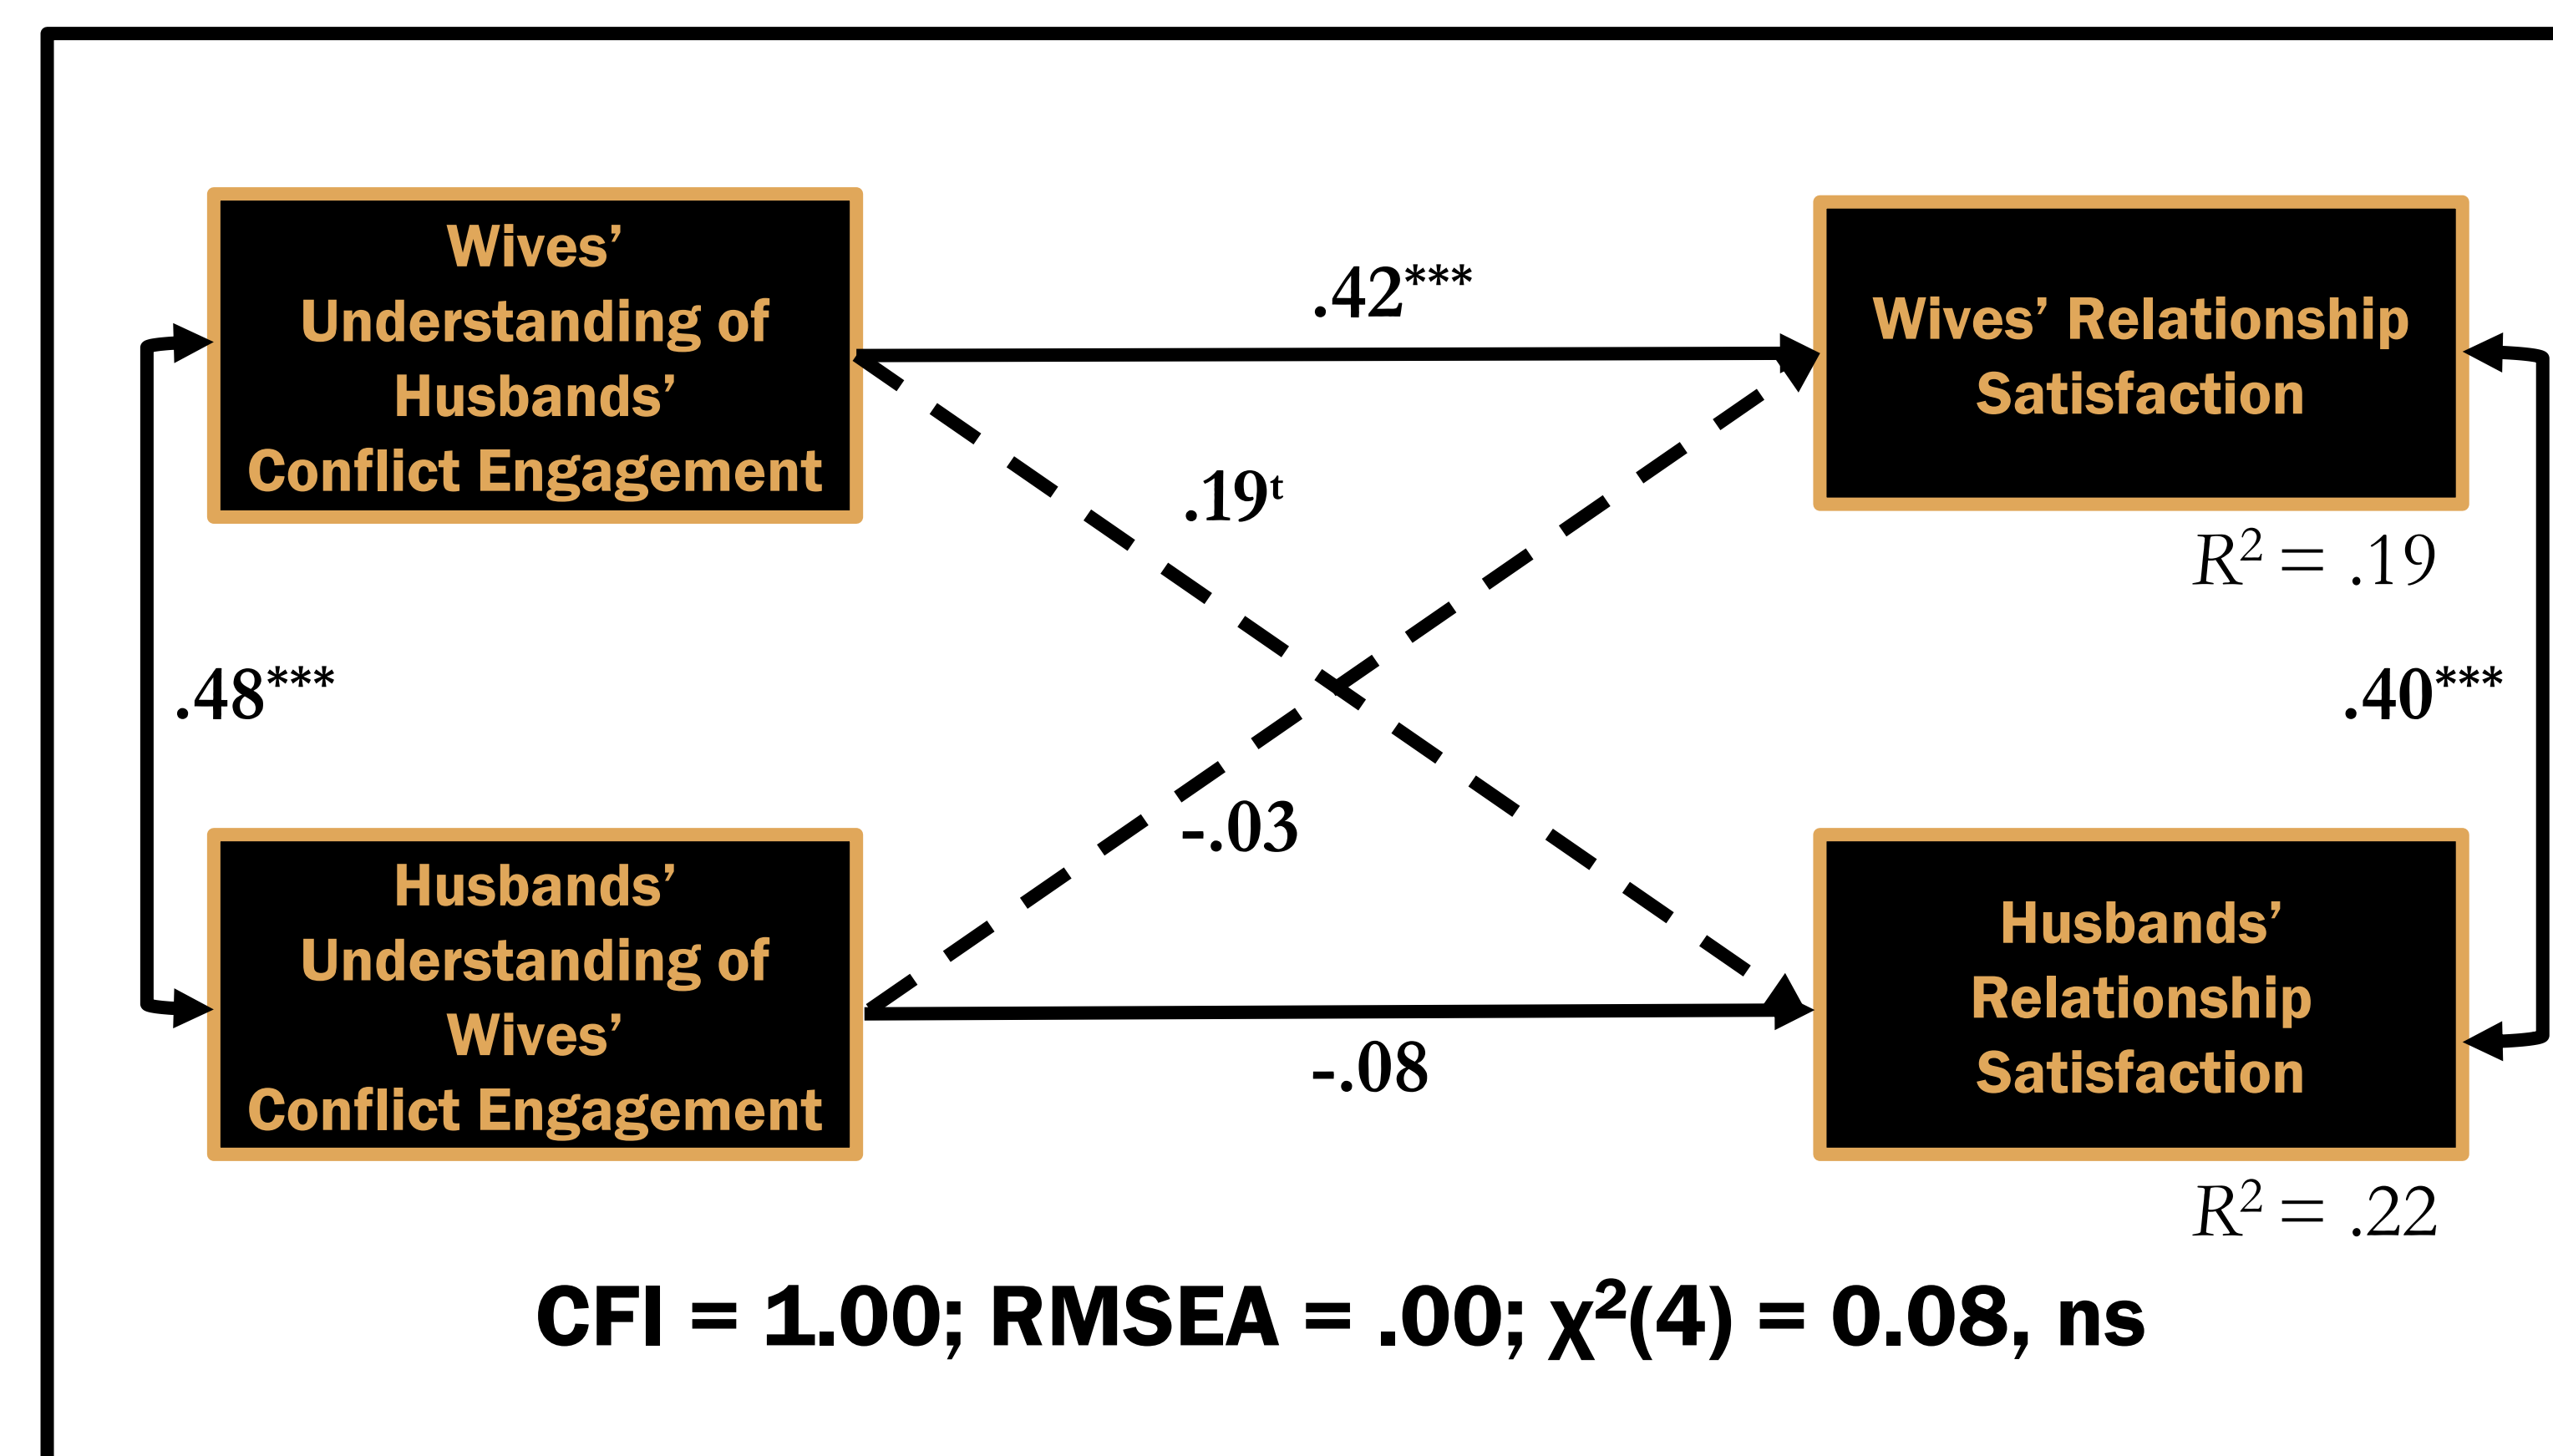 Wives’
Understanding of
Husbands’
Conflict Engagement
.42***
Wives’ Relationship
Satisfaction
R² = .19
.19ᵗ
.48***
.40***
-.03
Husbands’
Understanding of
Wives’
Conflict Engagement
-.08
Husbands’
Relationship
Satisfaction
R² = .22
CFI = 1.00; RMSEA = .00; χ²(4) = 0.08, ns